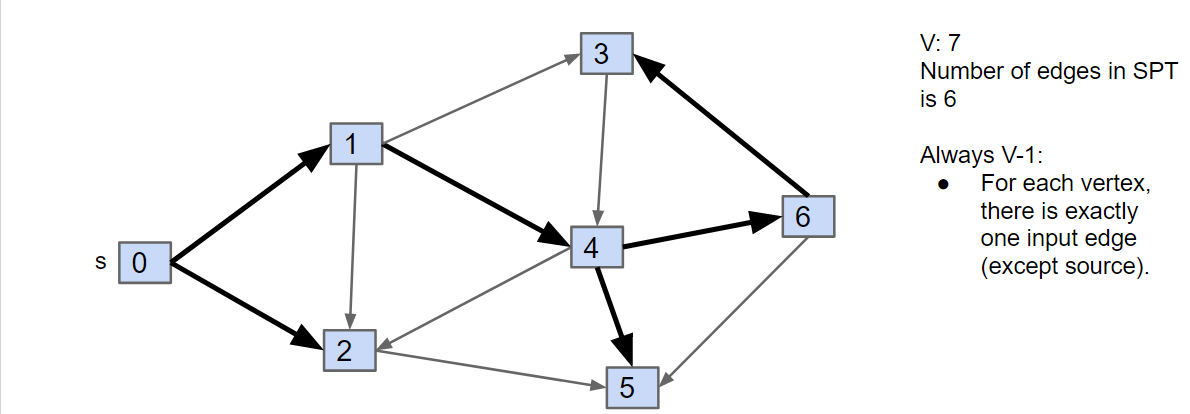 V: 7
Number of edges in SPT
is 6
Always V-1:
● For each vertex,
there is exactly
one input edge
(except source).
3
1
6
4
s 0
2
5